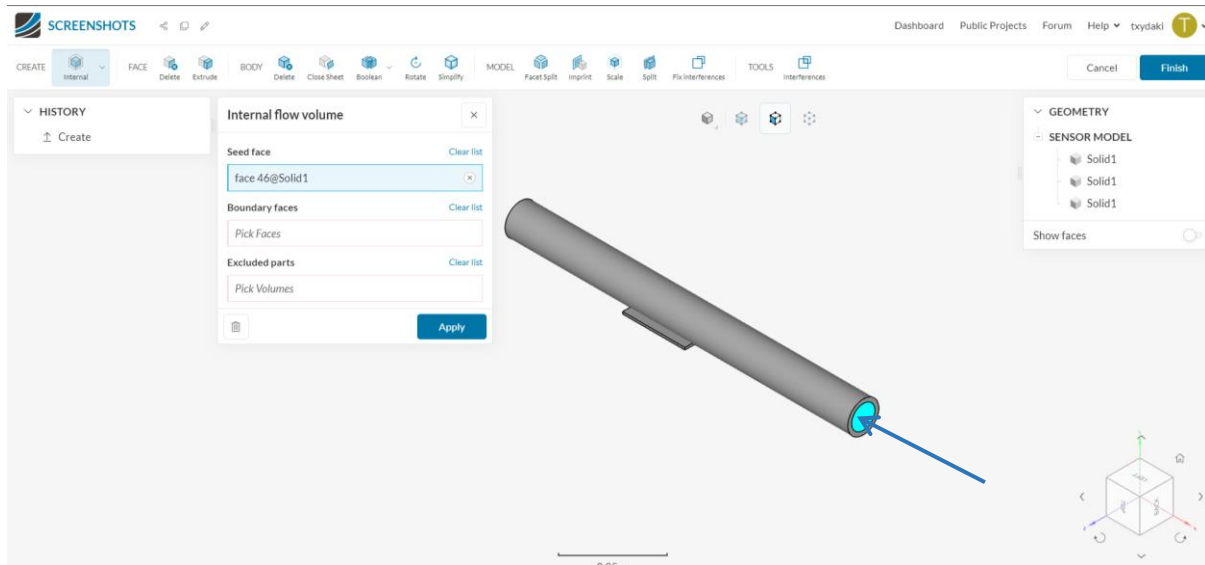 SCREENSHOTS
Dashboard Public Projects Forum Help txydaki T
CREATE Internal FACE Delete Extrude BODY Delete Close Sheet Boolean Rotate Simplify MODEL Facet Split Imprint Scale Split Fix interferences TOOLS Interferences Cancel Finish
HISTORY
Create
Internal flow volume
Seed face Clear list
face 46@Solid1
Boundary faces Clear list
Pick Faces
Excluded parts Clear list
Pick Volumes
Apply
GEOMETRY
SENSOR MODEL
Solid1
Solid1
Solid1
Show faces
BACK